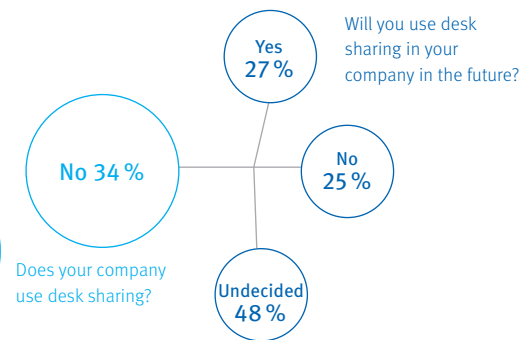 Yes
27 %
Will you use desk
sharing in your
company in the future?
No 34 %
No
25 %
Does your company
use desk sharing?
Undecided
48 %